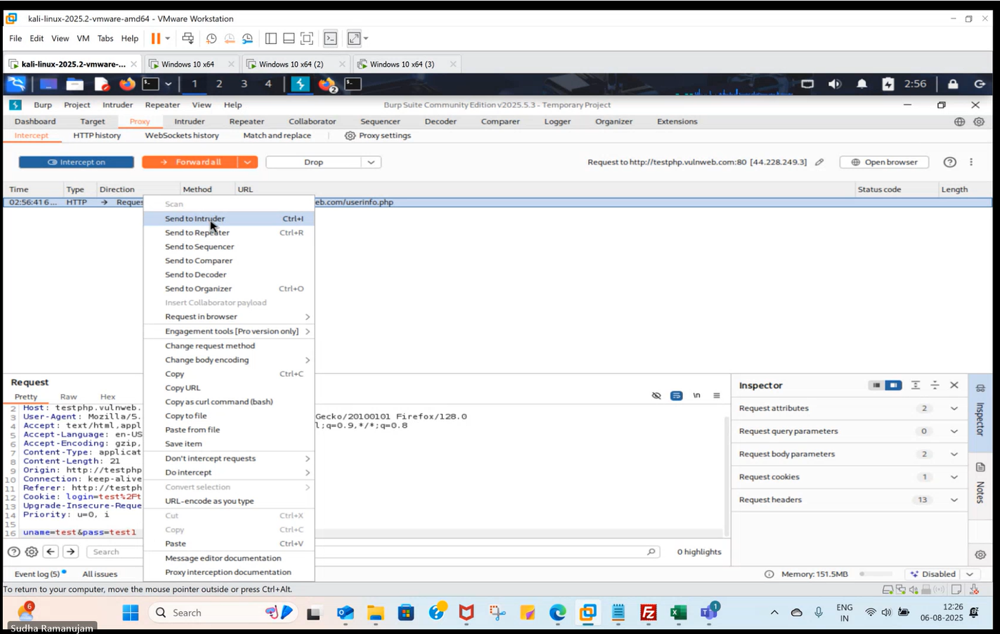 kali-linux-2025.2-vmware-amd64 - VMware Workstation
File Edit View VM Tabs Help
kali-linux-2025.2-vmware-... Windows 10 x64 Windows 10 x64 (2) Windows 10 x64 (3)
1 2 3 4 2 2:56
Burp Project Intruder Repeater View Help Burp Suite Community Edition v2025.5.3 - Temporary Project
Dashboard Target Proxy Intruder Repeater Collaborator Sequencer Decoder Comparer Logger Organizer Extensions
Intercept HTTP history WebSockets history Match and replace Proxy settings
Intercept on Forward all Drop Request to http://testphp.vulnweb.com:80 [44.228.249.3] Open browser
Time Type Direction Method URL Status code Length
02:56:41 6... HTTP → Reques eb.com/userinfo.php
Scan
Send to Intruder Ctrl+I
Send to Repeater Ctrl+R
Send to Sequencer
Send to Comparer
Send to Decoder
Send to Organizer Ctrl+O
Insert Collaborator payload
Request in browser
Engagement tools [Pro version only]
Change request method
Change body encoding
Copy Ctrl+C
Copy URL
Copy as curl command (bash)
Copy to file
Paste from file
Save item
Don't intercept requests
Do intercept
Convert selection
URL-encode as you type
Cut Ctrl+X
Copy Ctrl+C
Paste Ctrl+V
Message editor documentation
Proxy interception documentation
Request
Pretty Raw Hex \n
2 Host: testphp.vulnweb.
3 User-Agent: Mozilla/5. Gecko/20100101 Firefox/128.0
4 Accept: text/html,appl l;q=0.9,*/*;q=0.8
5 Accept-Language: en-US
6 Accept-Encoding: gzip,
7 Content-Type: applicat
8 Content-Length: 21
9 Origin: http://testphp
10 Connection: keep-alive
11 Referer: http://testph
12 Cookie: login=test%2Ft
13 Upgrade-Insecure-Reque
14 Priority: u=0, i
15
16 uname=test&pass=test1
Search 0 highlights
Inspector
Request attributes 2
Request query parameters 0
Request body parameters 2
Request cookies 1
Request headers 13
Inspector
Notes
Event log (5) All issues Memory: 151.5MB Disabled
To return to your computer, move the mouse pointer outside or press Ctrl+Alt.
6 Search 1 ENG IN 12:26 06-08-2025
Sudha Ramanujam